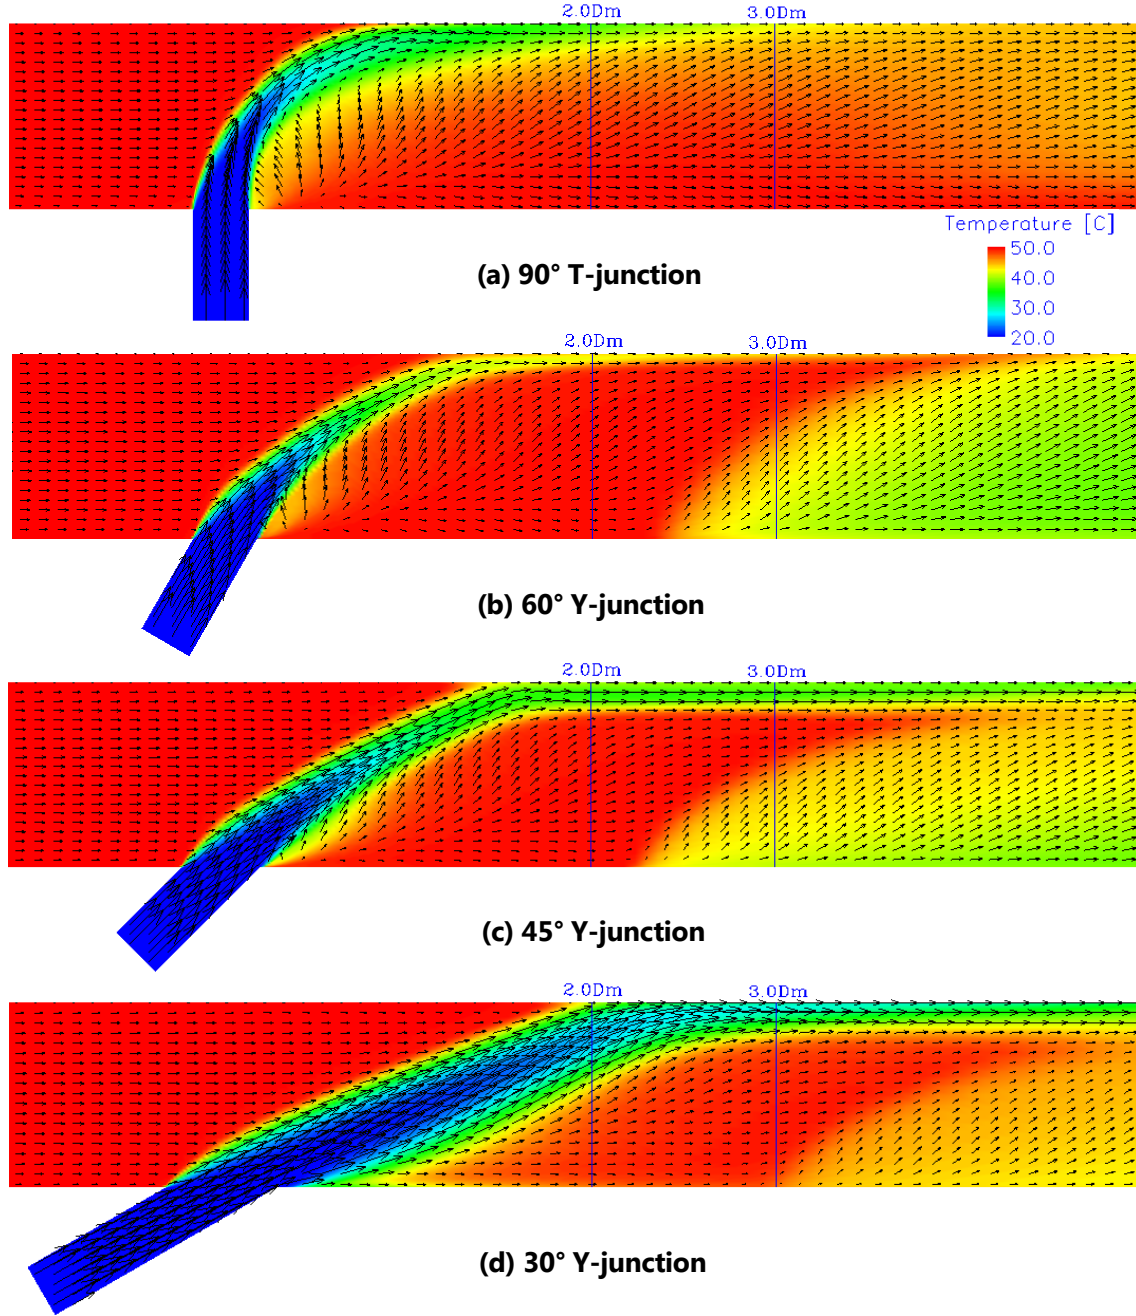 2.0Dm 3.0Dm
Temperature [C]
50.0
40.0
30.0
20.0
(a) 90° T-junction
2.0Dm 3.0Dm
(b) 60° Y-junction
2.0Dm 3.0Dm
(c) 45° Y-junction
2.0Dm 3.0Dm
(d) 30° Y-junction